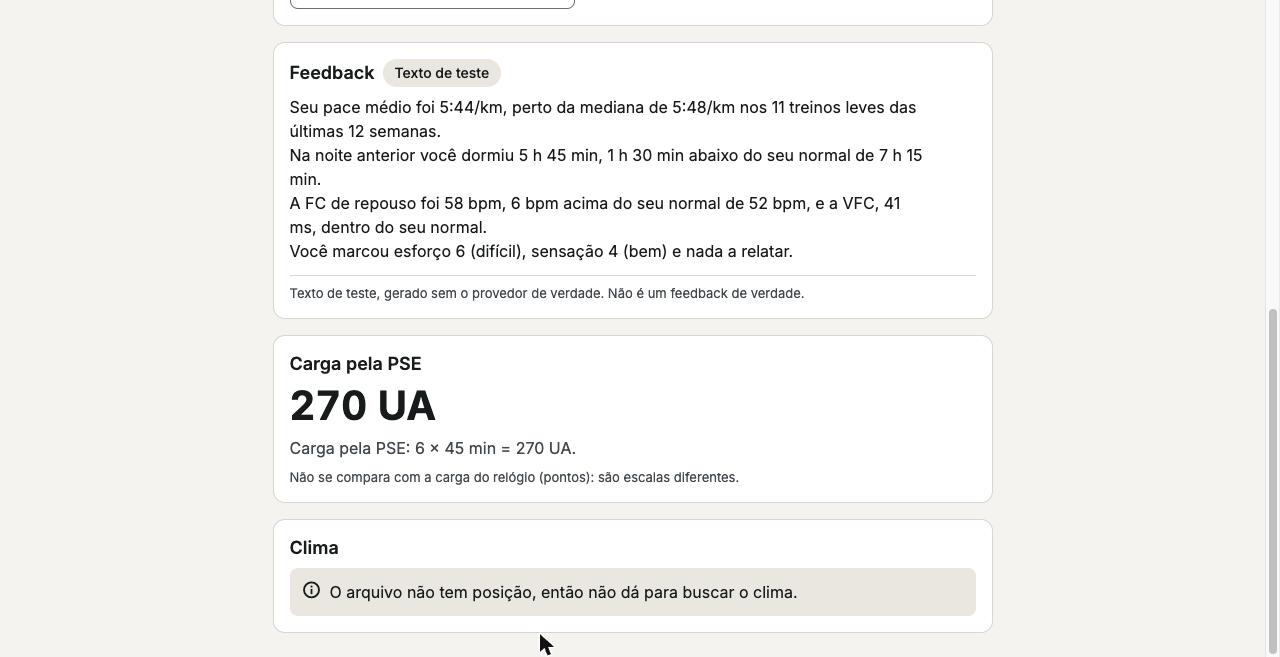 Feedback
Texto de teste
Seu pace médio foi 5:44/km, perto da mediana de 5:48/km nos 11 treinos leves das
últimas 12 semanas.
Na noite anterior você dormiu 5 h 45 min, 1 h 30 min abaixo do seu normal de 7 h 15
min.
A FC de repouso foi 58 bpm, 6 bpm acima do seu normal de 52 bpm, e a VFC, 41
ms, dentro do seu normal.
Você marcou esforço 6 (difícil), sensação 4 (bem) e nada a relatar.
Texto de teste, gerado sem o provedor de verdade. Não é um feedback de verdade.
Carga pela PSE
270 UA
Carga pela PSE: 6 × 45 min = 270 UA.
Não se compara com a carga do relógio (pontos): são escalas diferentes.
Clima
O arquivo não tem posição, então não dá para buscar o clima.